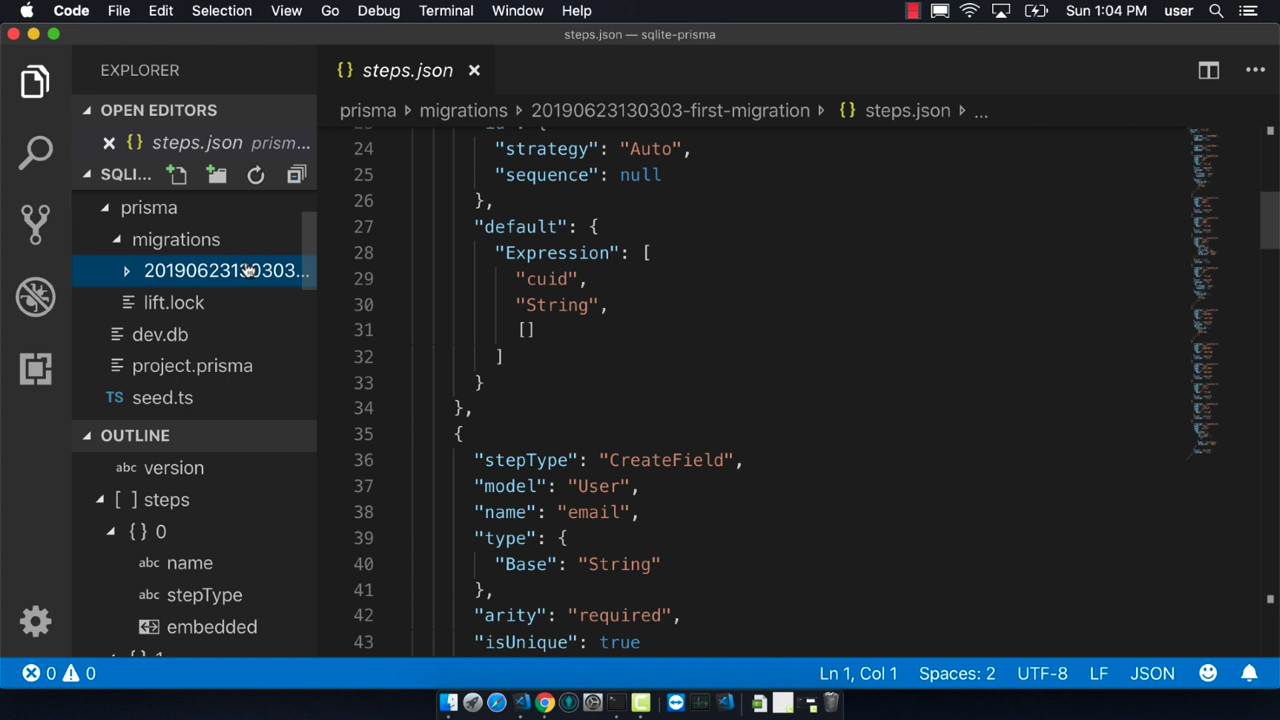 Code File Edit Selection View Go Debug Terminal Window Help Sun 1:04 PM user
steps.json — sqlite-prisma
EXPLORER
OPEN EDITORS
{} steps.json prism...
SQLI...
prisma
migrations
20190623130303...
lift.lock
dev.db
project.prisma
TS seed.ts
OUTLINE
abc version
[ ] steps
{} 0
abc name
abc stepType
embedded
{} steps.json
prisma migrations 20190623130303-first-migration {} steps.json ...
24 "strategy": "Auto",
25 "sequence": null
26 },
27 "default": {
28 "Expression": [
29 "cuid",
30 "String",
31 []
32 ]
33 }
34 },
35 {
36 "stepType": "CreateField",
37 "model": "User",
38 "name": "email",
39 "type": {
40 "Base": "String"
41 },
42 "arity": "required",
43 "isUnique": true
0 0 Ln 1, Col 1 Spaces: 2 UTF-8 LF JSON